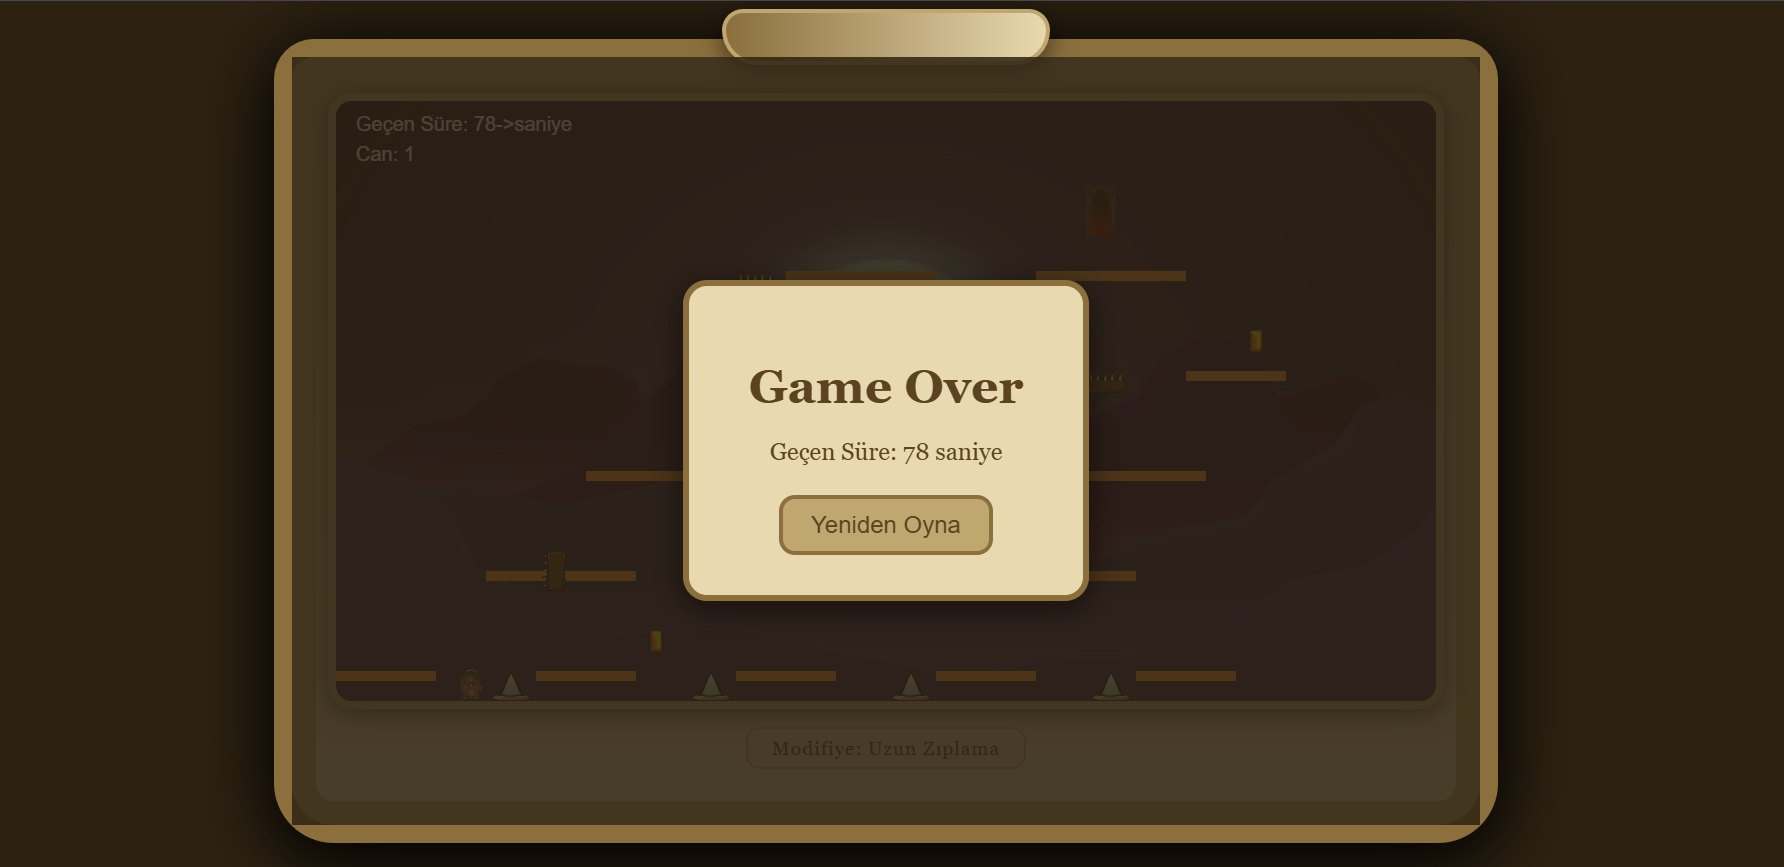 Geçen Süre: 78->saniye
Can: 1
Game Over
Geçen Süre: 78 saniye
Yeniden Oyna
Modifiye: Uzun Zıplama